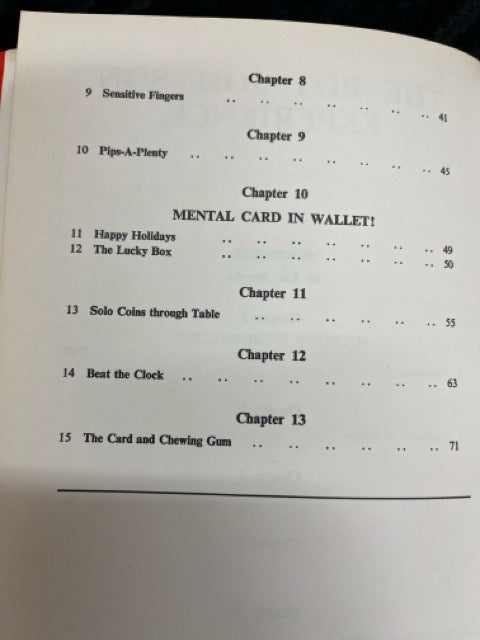 Chapter 8
9 Sensitive Fingers .. .. .. .. .. .. .. 41
Chapter 9
10 Pips-A-Plenty .. .. .. .. .. .. .. .. 45
Chapter 10
MENTAL CARD IN WALLET!
11 Happy Holidays .. .. .. .. .. .. .. 49
12 The Lucky Box .. .. .. .. .. .. .. 50
Chapter 11
13 Solo Coins through Table .. .. .. .. .. .. 55
Chapter 12
14 Beat the Clock .. .. .. .. .. .. .. .. 63
Chapter 13
15 The Card and Chewing Gum .. .. .. .. .. .. 71